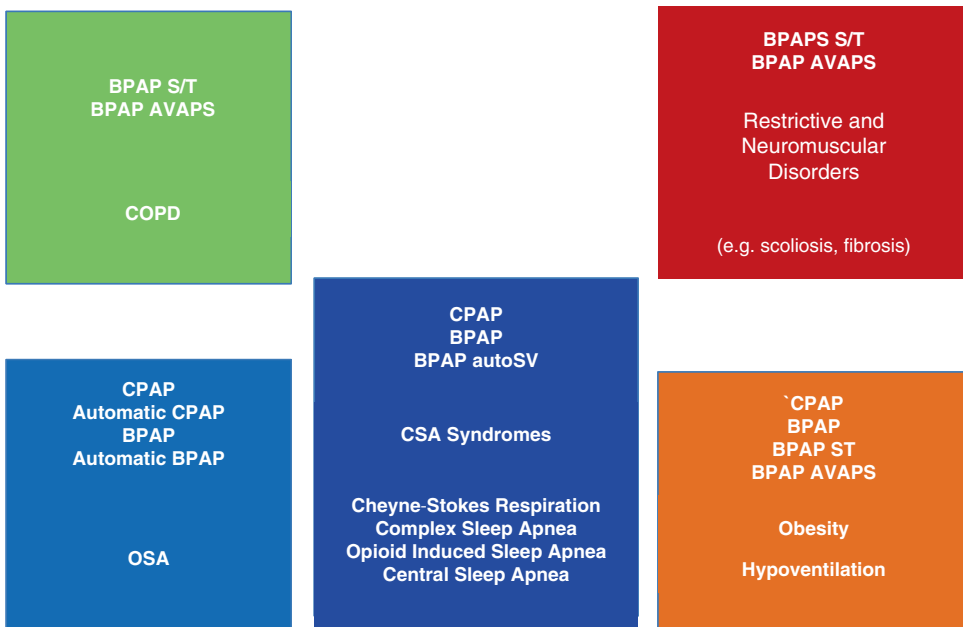 BPAP S/T
BPAP AVAPS
COPD
BPAPS S/T
BPAP AVAPS
Restrictive and
Neuromuscular
Disorders
(e.g. scoliosis, fibrosis)
CPAP
Automatic CPAP
BPAP
Automatic BPAP
OSA
CPAP
BPAP
BPAP autoSV
CSA Syndromes
Cheyne-Stokes Respiration
Complex Sleep Apnea
Opioid Induced Sleep Apnea
Central Sleep Apnea
`CPAP
BPAP
BPAP ST
BPAP AVAPS
Obesity
Hypoventilation